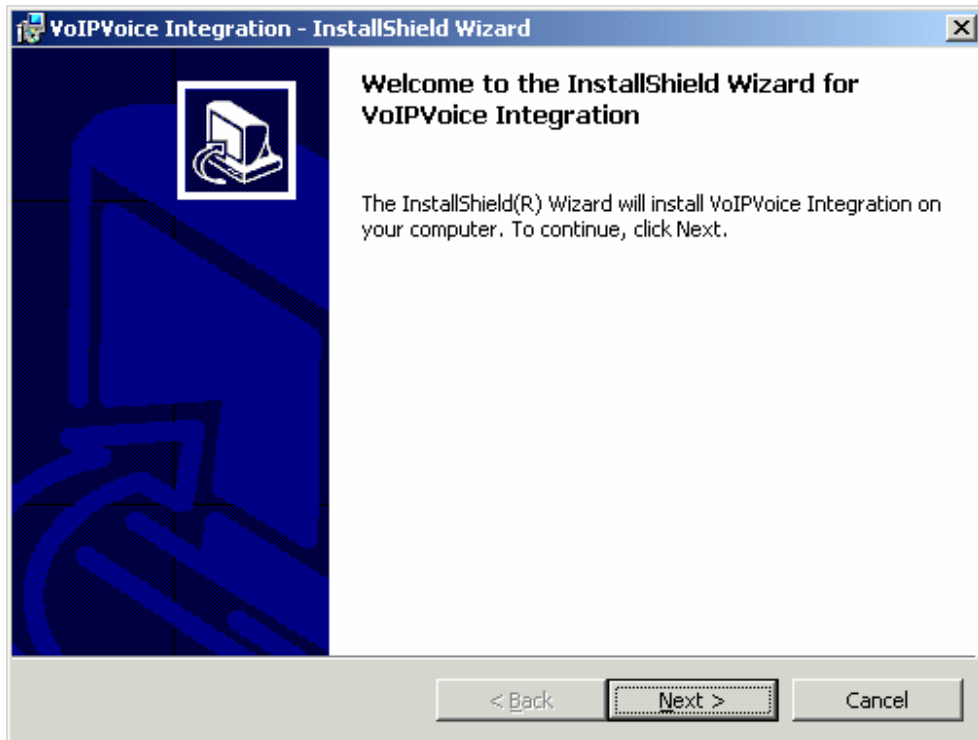 VoIPVoice Integration - InstallShield Wizard
Welcome to the InstallShield Wizard for
VoIPVoice Integration
The InstallShield(R) Wizard will install VoIPVoice Integration on
your computer. To continue, click Next.
< Back
Next >
Cancel